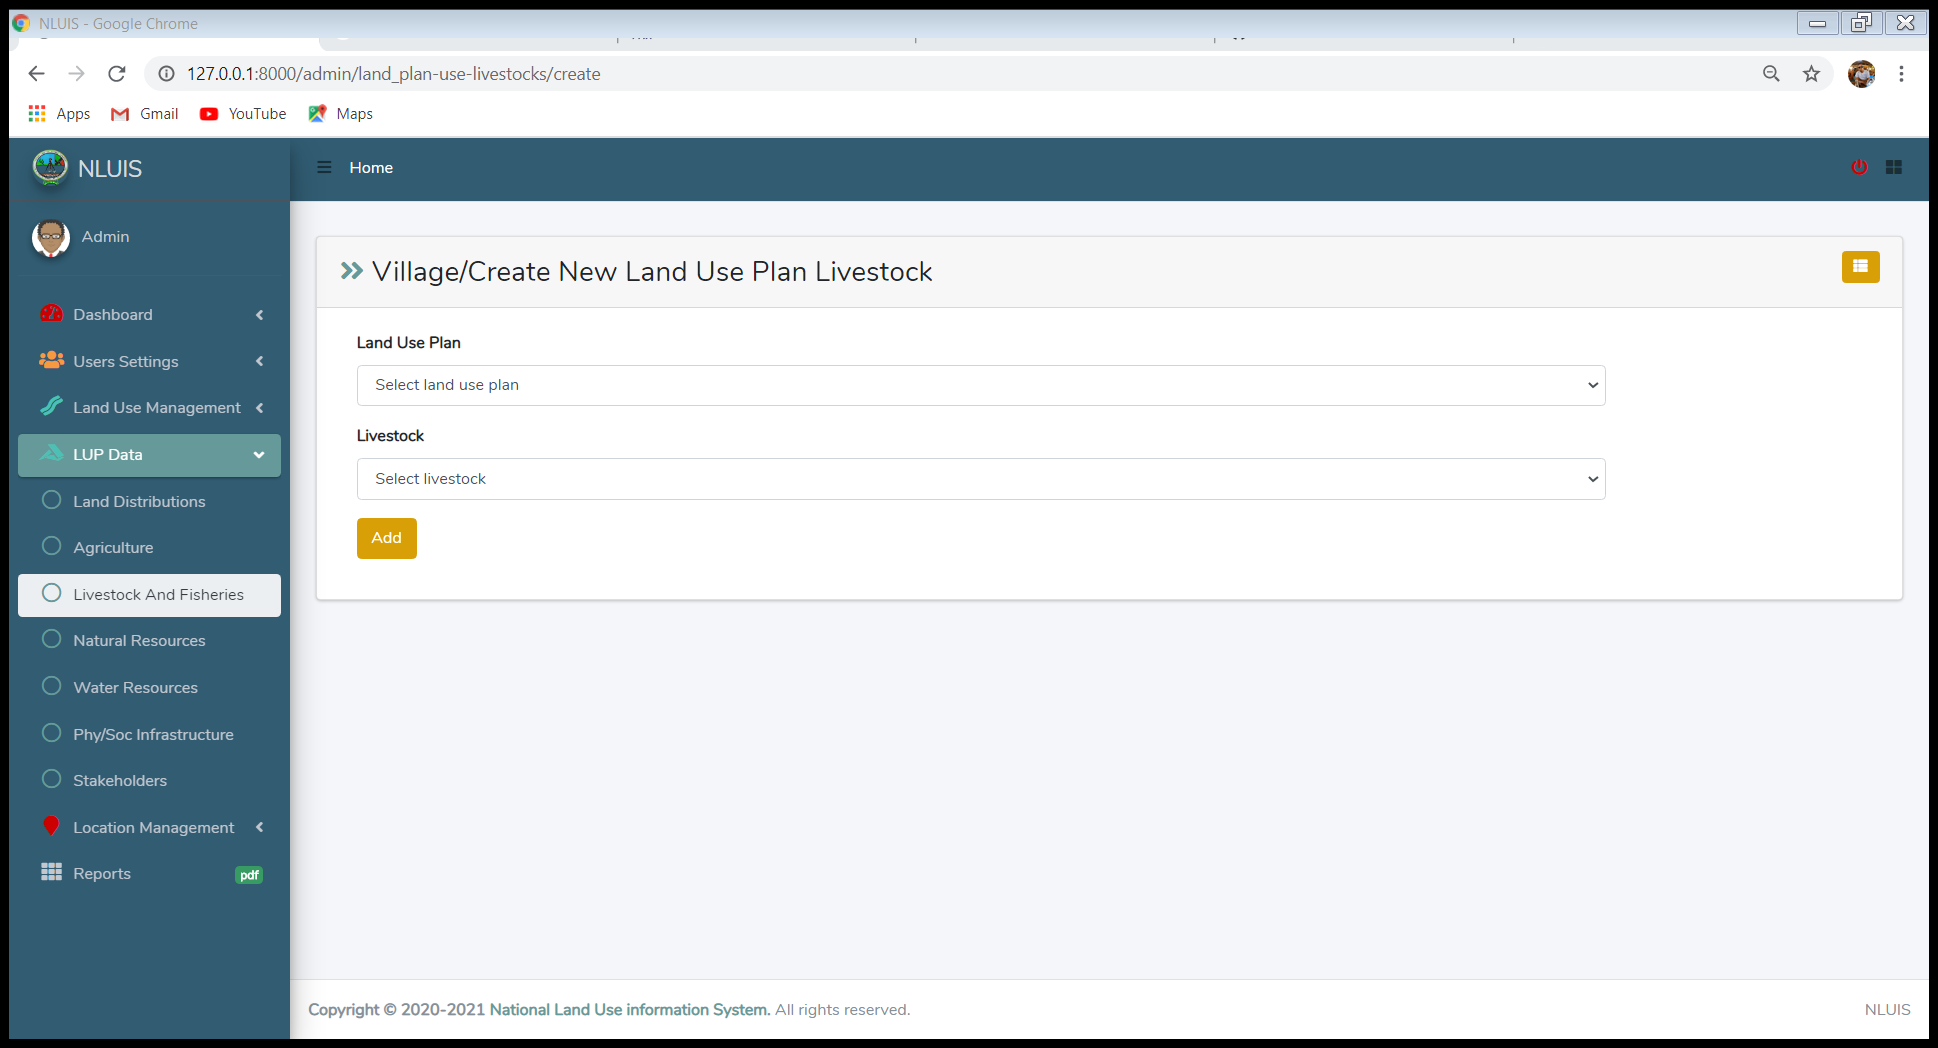 NLUIS - Google Chrome
127.0.0.1:8000/admin/land_plan-use-livestocks/create
Apps Gmail YouTube Maps
NLUIS
Home
Admin
Dashboard
Users Settings
Land Use Management
LUP Data
Land Distributions
Agriculture
Livestock And Fisheries
Natural Resources
Water Resources
Phy/Soc Infrastructure
Stakeholders
Location Management
Reports pdf
Village/Create New Land Use Plan Livestock
Land Use Plan
Select land use plan
Livestock
Select livestock
Add
Copyright © 2020-2021 National Land Use information System. All rights reserved.
NLUIS